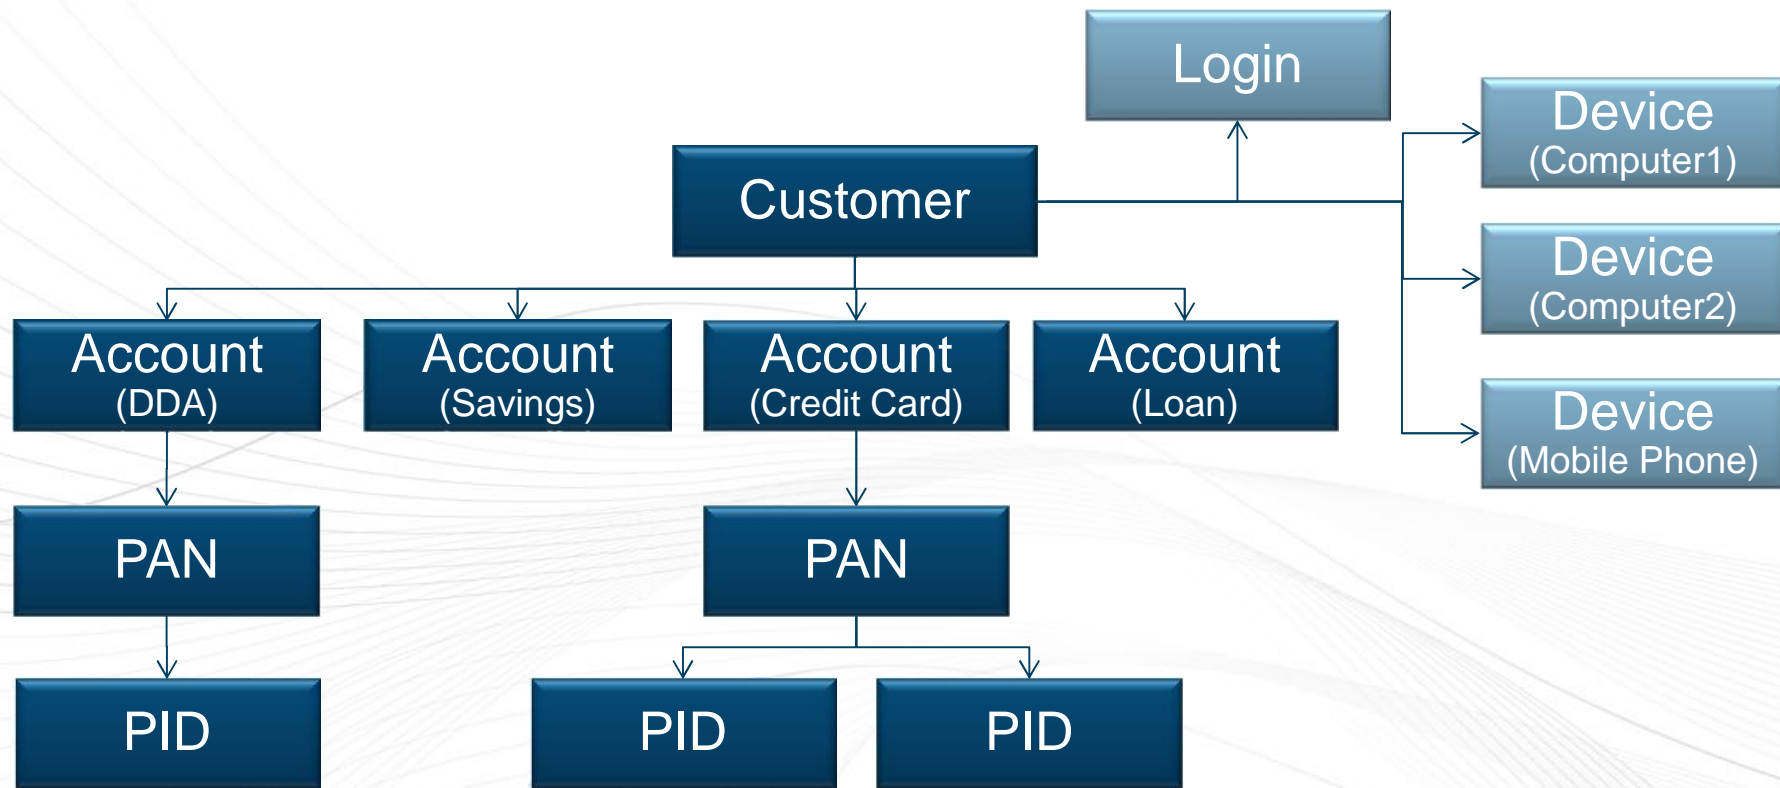 Login
Device
(Computer1)
Customer
Device
(Computer2)
Account
(DDA)
Account
(Savings)
Account
(Credit Card)
Account
(Loan)
Device
(Mobile Phone)
PAN
PAN
PID
PID
PID